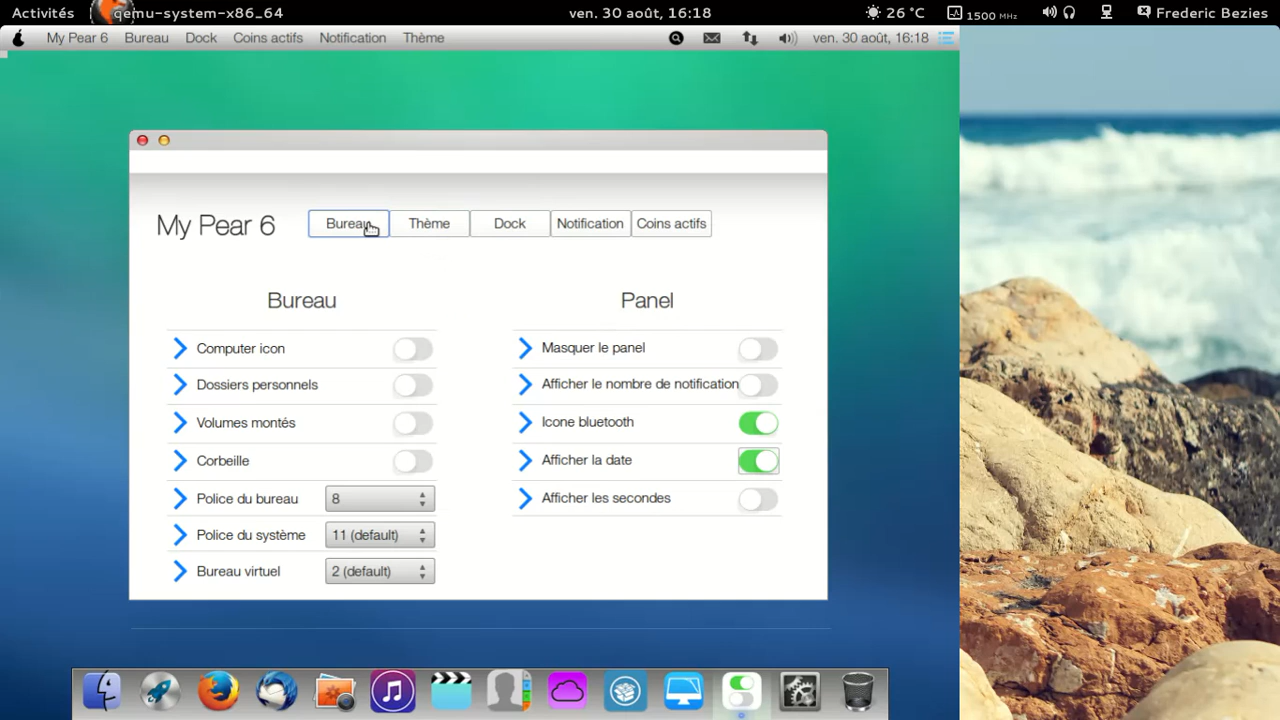 Activités qemu-system-x86_64 ven. 30 août, 16:18 26 °C 1500 MHz Frederic Bezies
My Pear 6 Bureau Dock Coins actifs Notification Thème ven. 30 août, 16:18
My Pear 6 Bureau Thème Dock Notification Coins actifs
Bureau
Computer icon
Dossiers personnels
Volumes montés
Corbeille
Police du bureau 8
Police du système 11 (default)
Bureau virtuel 2 (default)
Panel
Masquer le panel
Afficher le nombre de notification
Icone bluetooth
Afficher la date
Afficher les secondes